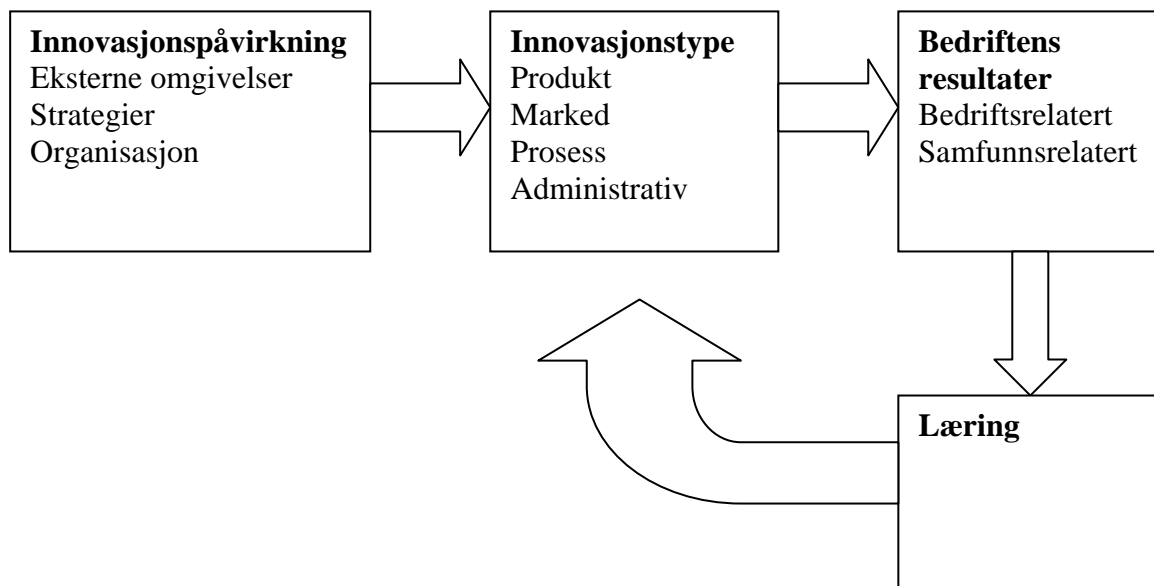 Innovasjonspåvirkning
Eksterne omgivelser
Strategier
Organisasjon
Innovasjonstype
Produkt
Marked
Prosess
Administrativ
Bedriftens
resultater
Bedriftsrelatert
Samfunnsrelatert
Læring